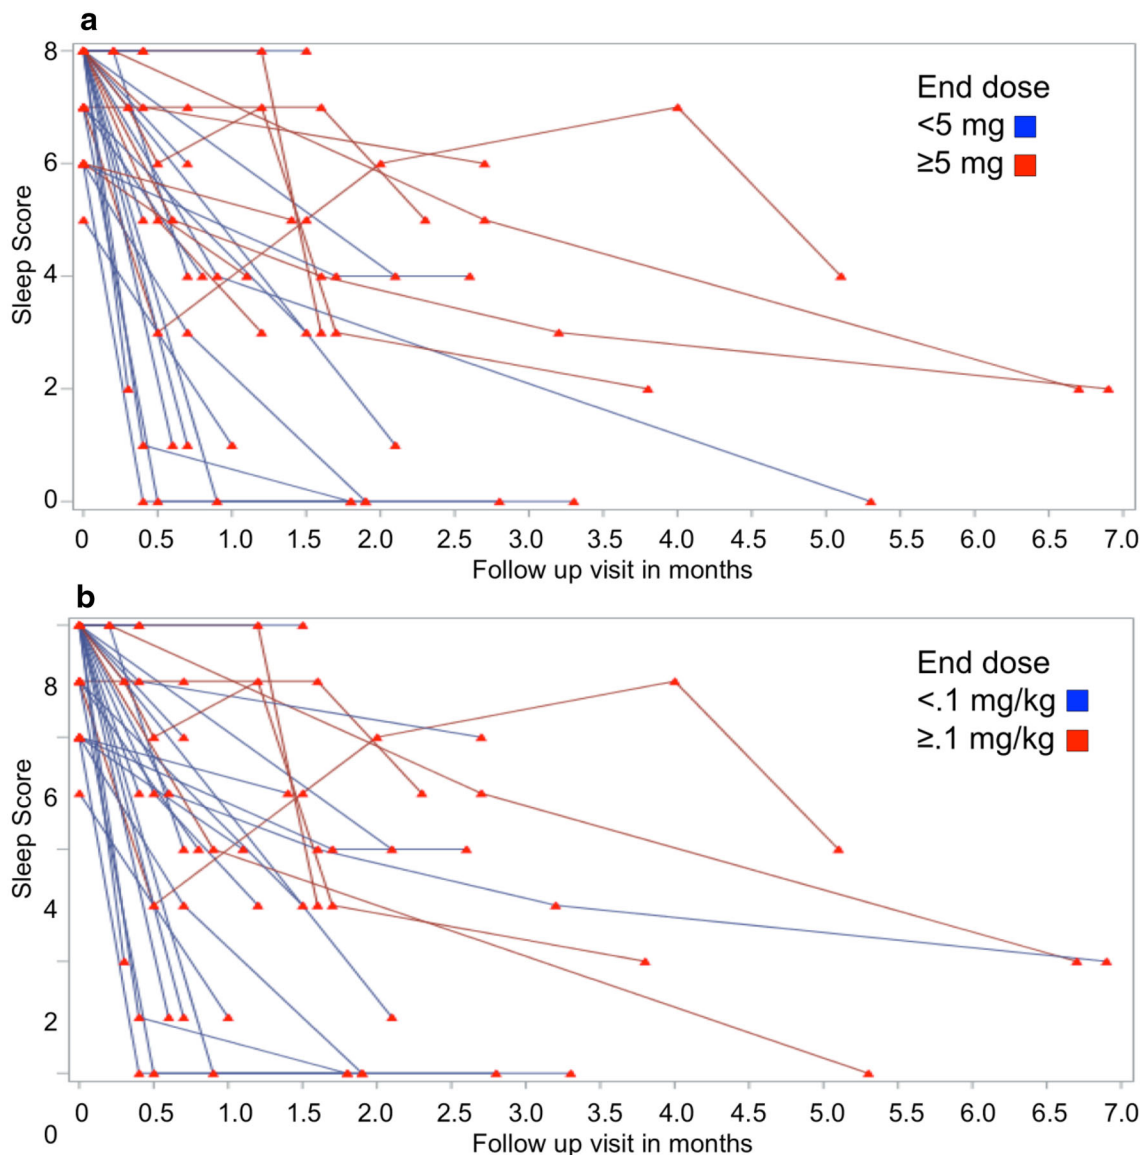 a
End dose
<5 mg
≥5 mg
8
6
4
2
0
Sleep Score
0 0.5 1.0 1.5 2.0 2.5 3.0 3.5 4.0 4.5 5.0 5.5 6.0 6.5 7.0
Follow up visit in months
b
End dose
<.1 mg/kg
≥.1 mg/kg
8
6
4
2
0
Sleep Score
0 0.5 1.0 1.5 2.0 2.5 3.0 3.5 4.0 4.5 5.0 5.5 6.0 6.5 7.0
Follow up visit in months